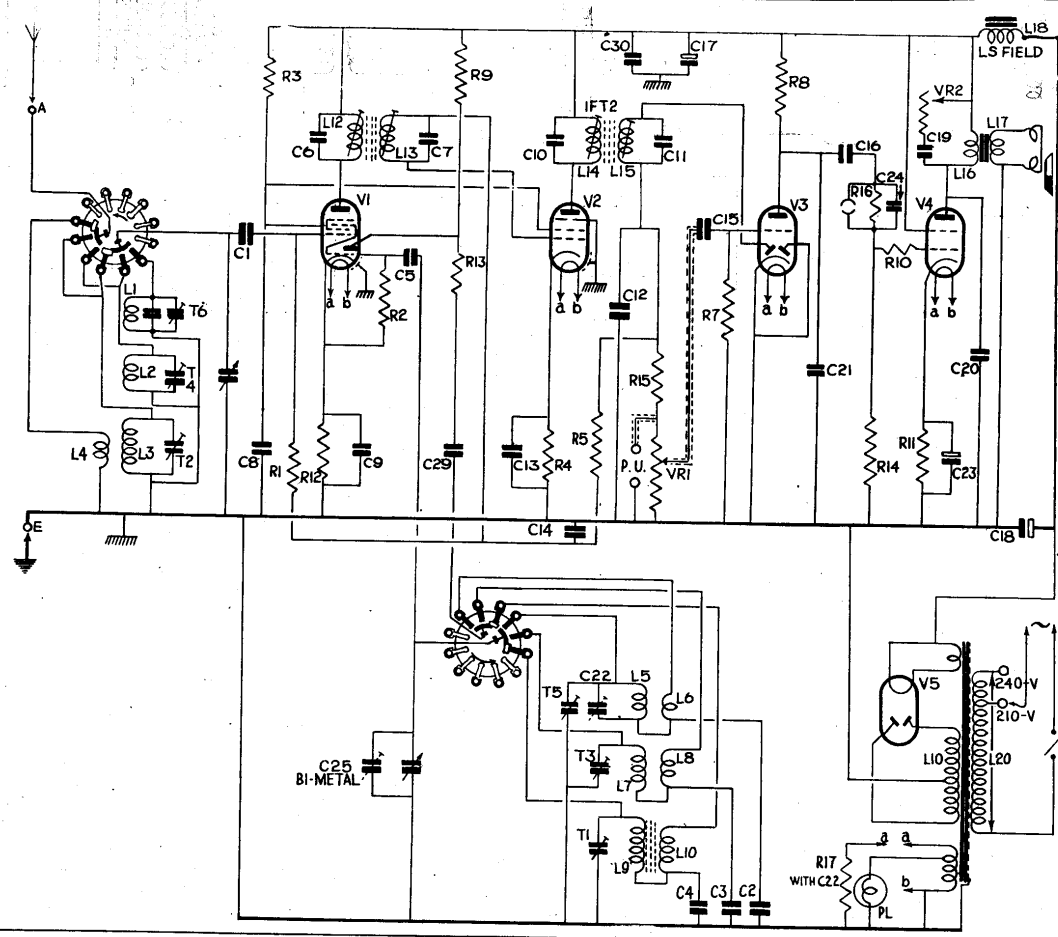 L18
LS FIELD
C30
C17
R3
R9
R8
VR2
A
L12
C6
L13
C7
IFT2
C10
L14
L15
C11
C16
C19
L17
L16
V1
V2
V3
R16
C24
V4
C1
C5
C15
R10
R13
a b
a b
a b
a b
L1
T6
R2
C12
R7
L2
T
4
C21
C20
R15
L4
L3
T2
C8
R1
R12
C9
C29
C13
R4
R5
P.U.
VR1
R14
R11
C23
E
C14
C18
~
T5
C22
L5
L6
V5
240-V
210-V
C25
BI-METAL
T3
L7
L8
L10
L20
T1
L9
L10
a a
R17
WITH C22
b
PL
C4
C3
C2